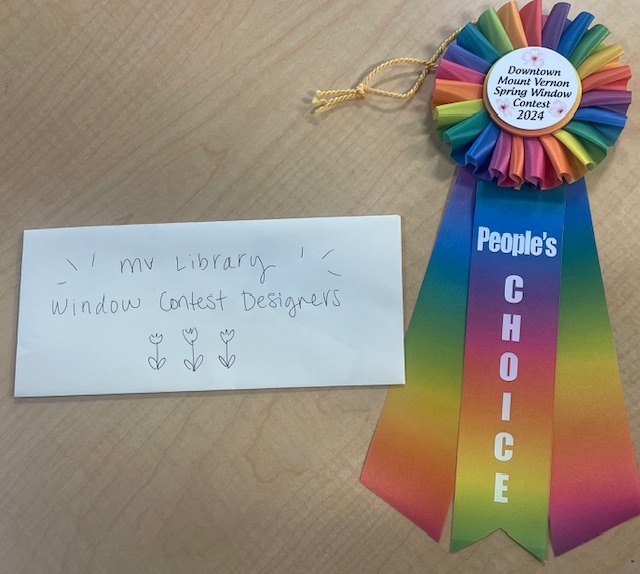 mv Library
Window Contest Designers
Downtown
Mount Vernon
Spring Window
Contest
2024
People's
CHOICE